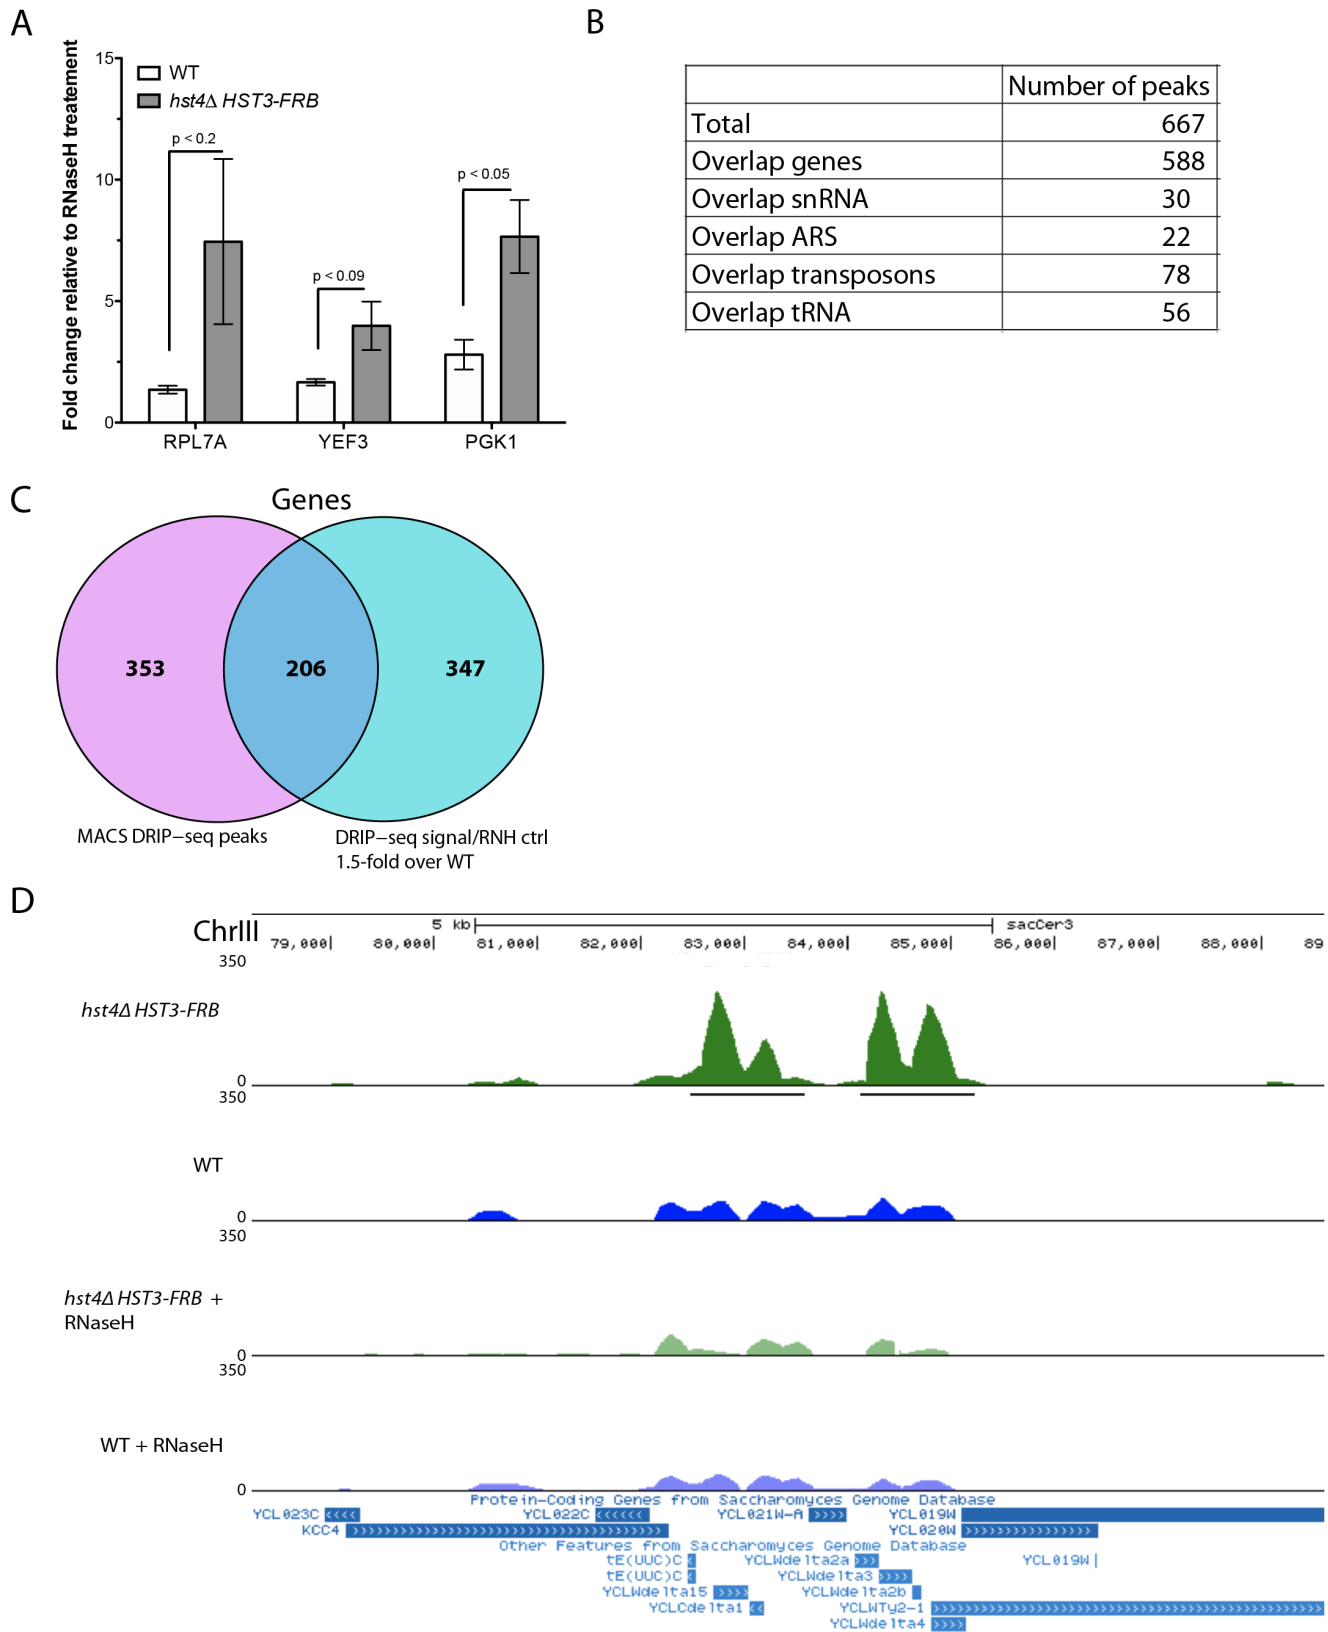 A
Fold change relative to RNaseH treatement
15
10
5
0
WT
hst4Δ HST3-FRB
p < 0.2
p < 0.09
p < 0.05
RPL7A YEF3 PGK1
B
Number of peaks
Total 667
Overlap genes 588
Overlap snRNA 30
Overlap ARS 22
Overlap transposons 78
Overlap tRNA 56
C
Genes
353 206 347
MACS DRIP−seq peaks
DRIP−seq signal/RNH ctrl
1.5-fold over WT
D
ChrIII
5 kb sacCer3
79,000| 80,000| 81,000| 82,000| 83,000| 84,000| 85,000| 86,000| 87,000| 88,000| 89
350
hst4Δ HST3-FRB
0
350
WT
0
350
hst4Δ HST3-FRB +
RNaseH
0
350
WT + RNaseH
0
Protein-Coding Genes from Saccharomyces Genome Database
YCL023C YCL022C YCL021W-A YCL019W
KCC4 YCL020W
Other Features from Saccharomyces Genome Database
tE(UUC)C YCLWdelta2a YCL019W
tE(UUC)C YCLWdelta3
YCLWdelta15 YCLWdelta2b
YCLCdelta1 YCLWTy2-1
YCLWdelta4